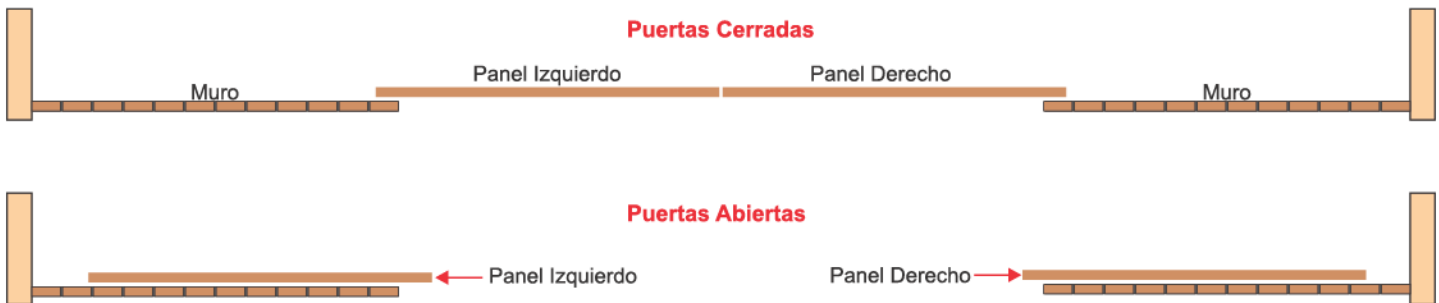 Puertas Cerradas
Panel Izquierdo
Panel Derecho
Muro
Muro
Puertas Abiertas
Panel Izquierdo
Panel Derecho